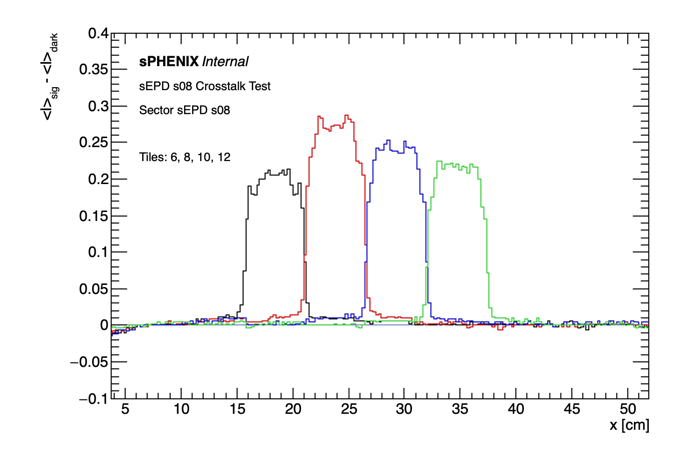 <I>sig - <I>dark
0.4
0.35
0.3
0.25
0.2
0.15
0.1
0.05
0
−0.05
−0.1
sPHENIX Internal
sEPD s08 Crosstalk Test
Sector sEPD s08
Tiles: 6, 8, 10, 12
5 10 15 20 25 30 35 40 45 50
x [cm]